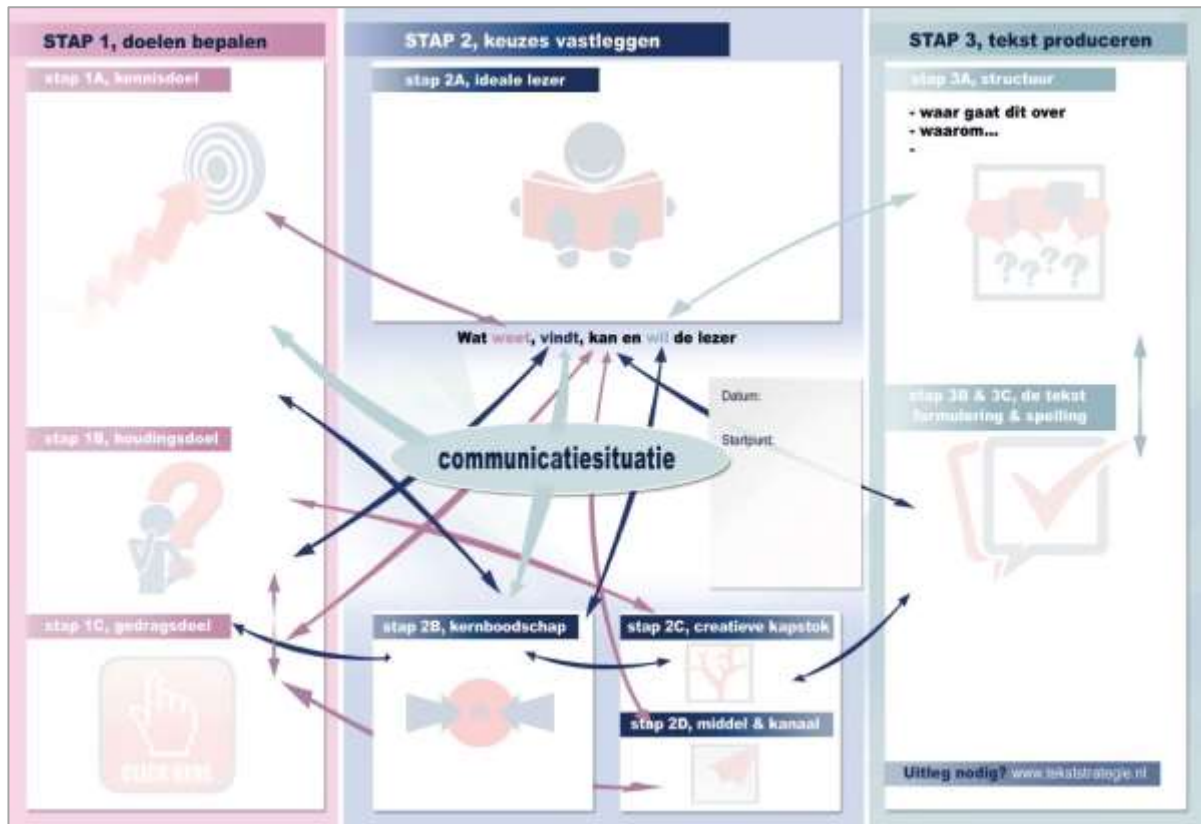 STAP 1, doelen bepalen
stap 1A, kennisdoel
stap 1B, houdingsdoel
stap 1C, gedragsdoel
CLICK HERE
STAP 2, keuzes vastleggen
stap 2A, ideale lezer
Wat weet, vindt, kan en wil de lezer
Datum:
Startpunt:
communicatiesituatie
stap 2B, kernboodschap
stap 2C, creatieve kapstok
stap 2D, middel & kanaal
STAP 3, tekst produceren
stap 3A, structuur
- waar gaat dit over
- waarom...
-
????
stap 3B & 3C, de tekst
formulering & spelling
Uitleg nodig? www.tekststrategie.nl